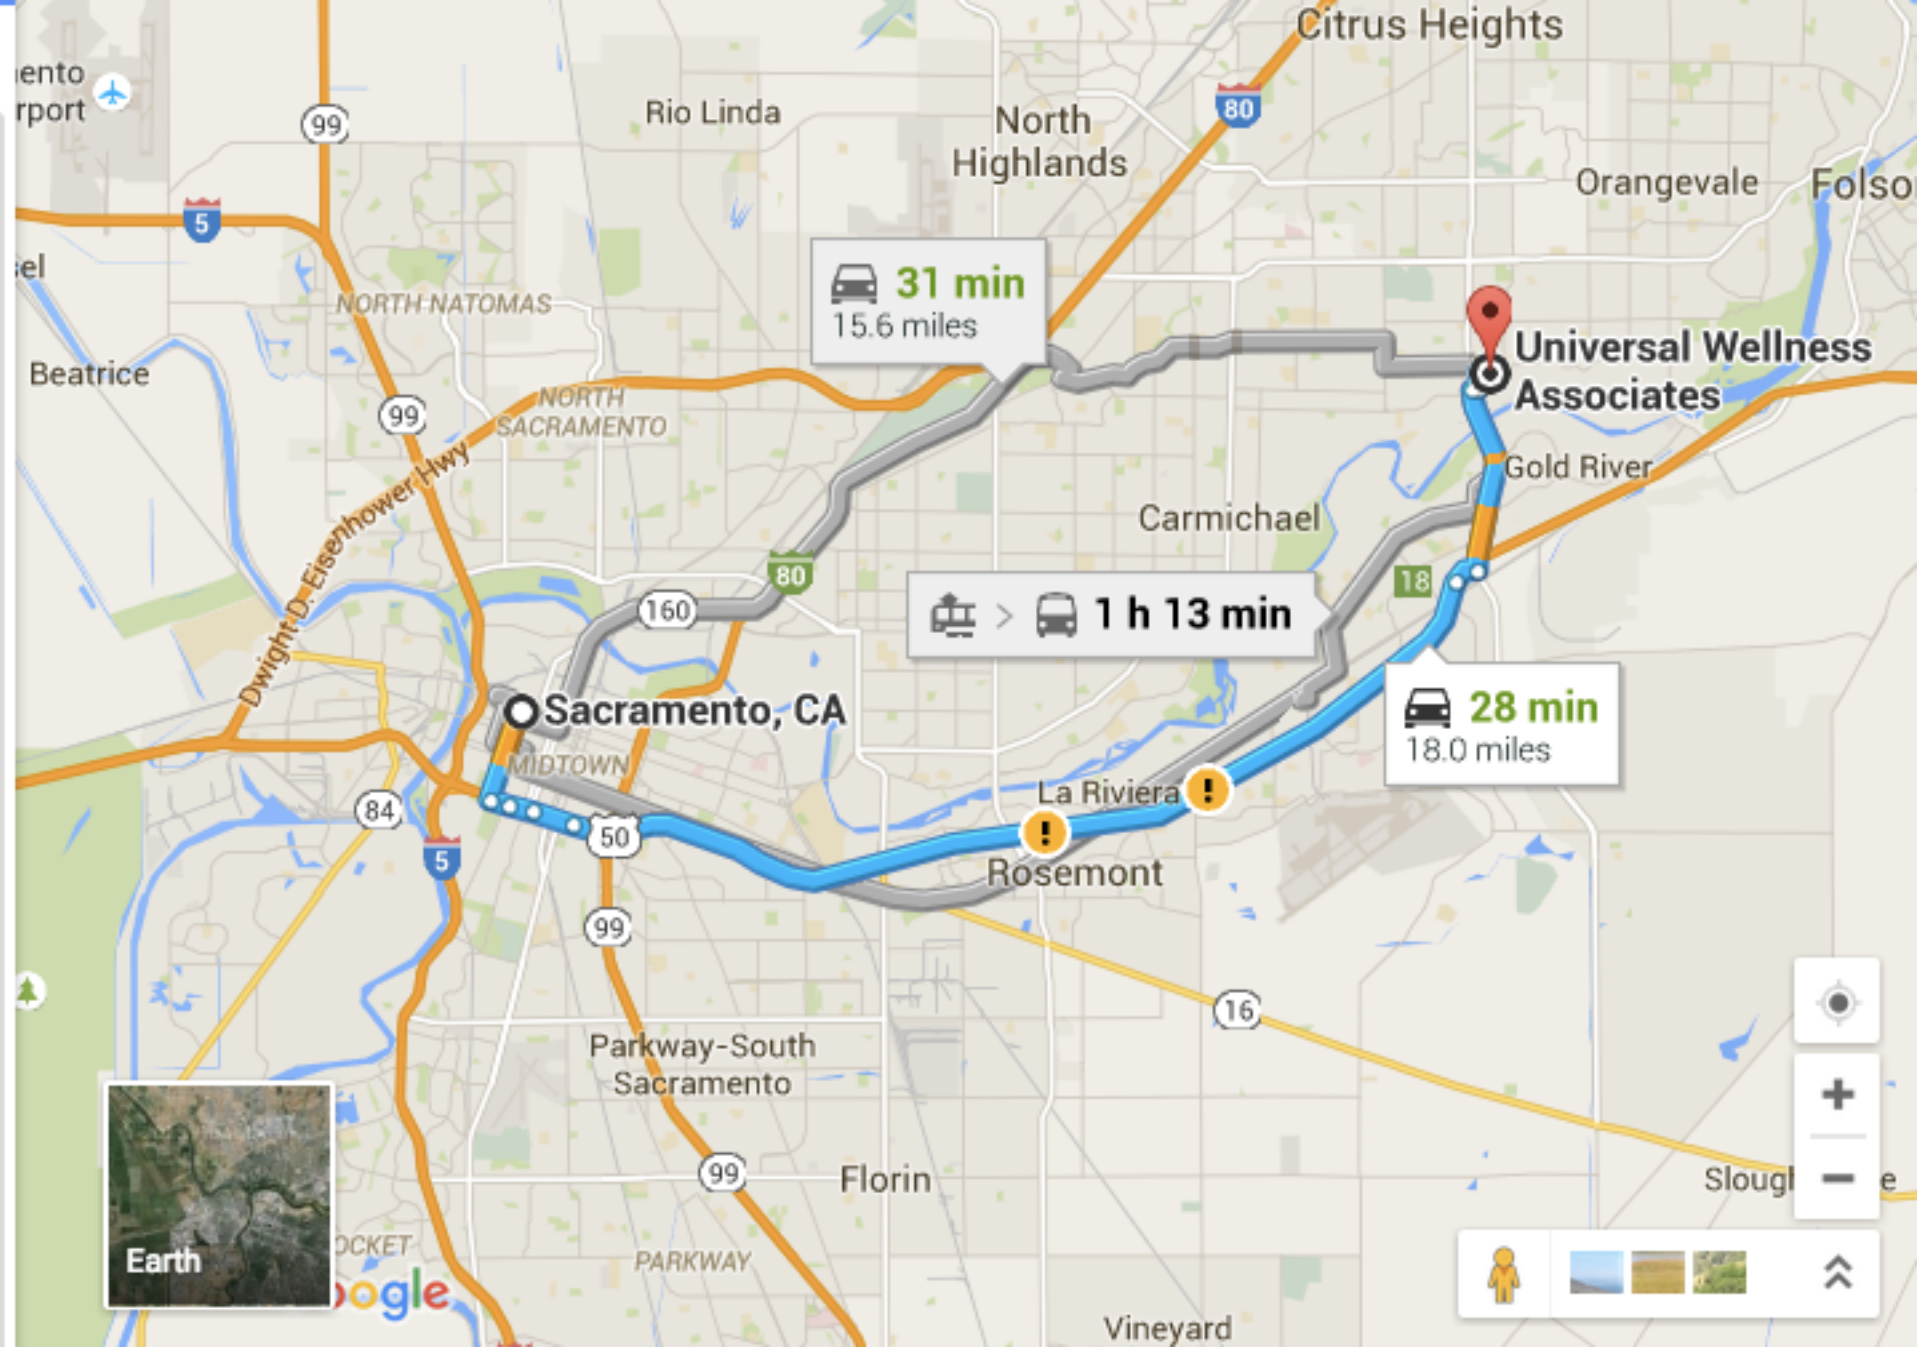 Citrus Heights
ento
rport
99
Rio Linda
North
Highlands
80
Orangevale
Folso
5
el
31 min
15.6 miles
NORTH NATOMAS
Beatrice
Universal Wellness
Associates
99
NORTH
SACRAMENTO
Dwight D. Eisenhower Hwy
Gold River
Carmichael
80
18
160
1 h 13 min
Sacramento, CA
28 min
18.0 miles
MIDTOWN
La Riviera
!
84
50
!
5
Rosemont
99
16
Parkway-South
Sacramento
+
99
Florin
Slough
e
−
Earth
OCKET
PARKWAY
oogle
Vineyard